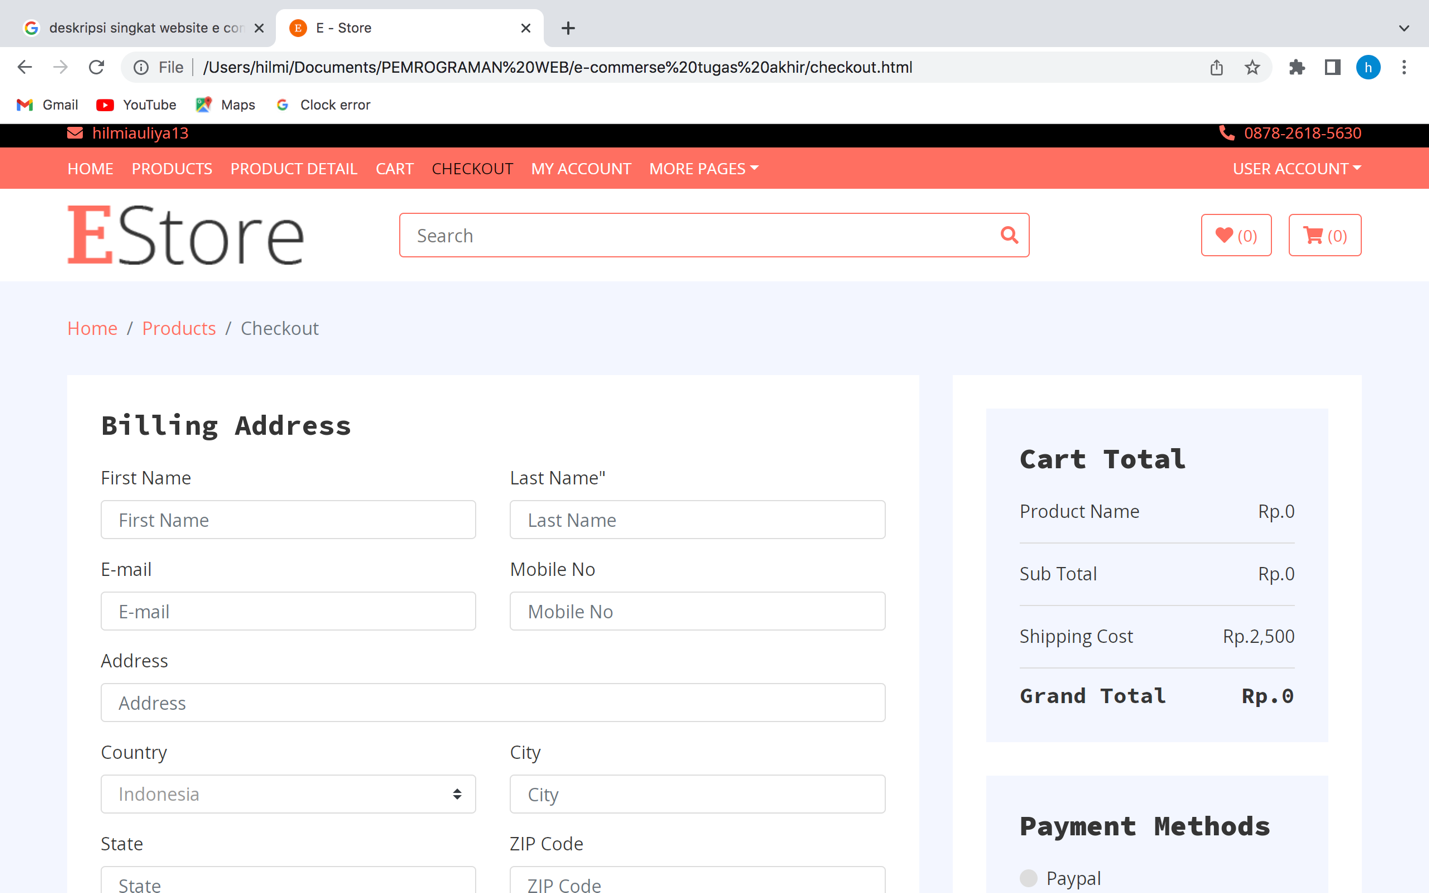 deskripsi singkat website e con
E - Store
File
/Users/hilmi/Documents/PEMROGRAMAN%20WEB/e-commerse%20tugas%20akhir/checkout.html
h
Gmail YouTube Maps Clock error
hilmiauliya13
0878-2618-5630
HOME PRODUCTS PRODUCT DETAIL CART CHECKOUT MY ACCOUNT MORE PAGES USER ACCOUNT
EStore
Search
(0)
(0)
Home / Products / Checkout
Billing Address
First Name
Last Name"
First Name
Last Name
E-mail
Mobile No
E-mail
Mobile No
Address
Address
Country
City
Indonesia
City
State
ZIP Code
State
ZIP Code
Cart Total
Product Name Rp.0
Sub Total Rp.0
Shipping Cost Rp.2,500
Grand Total Rp.0
Payment Methods
Paypal